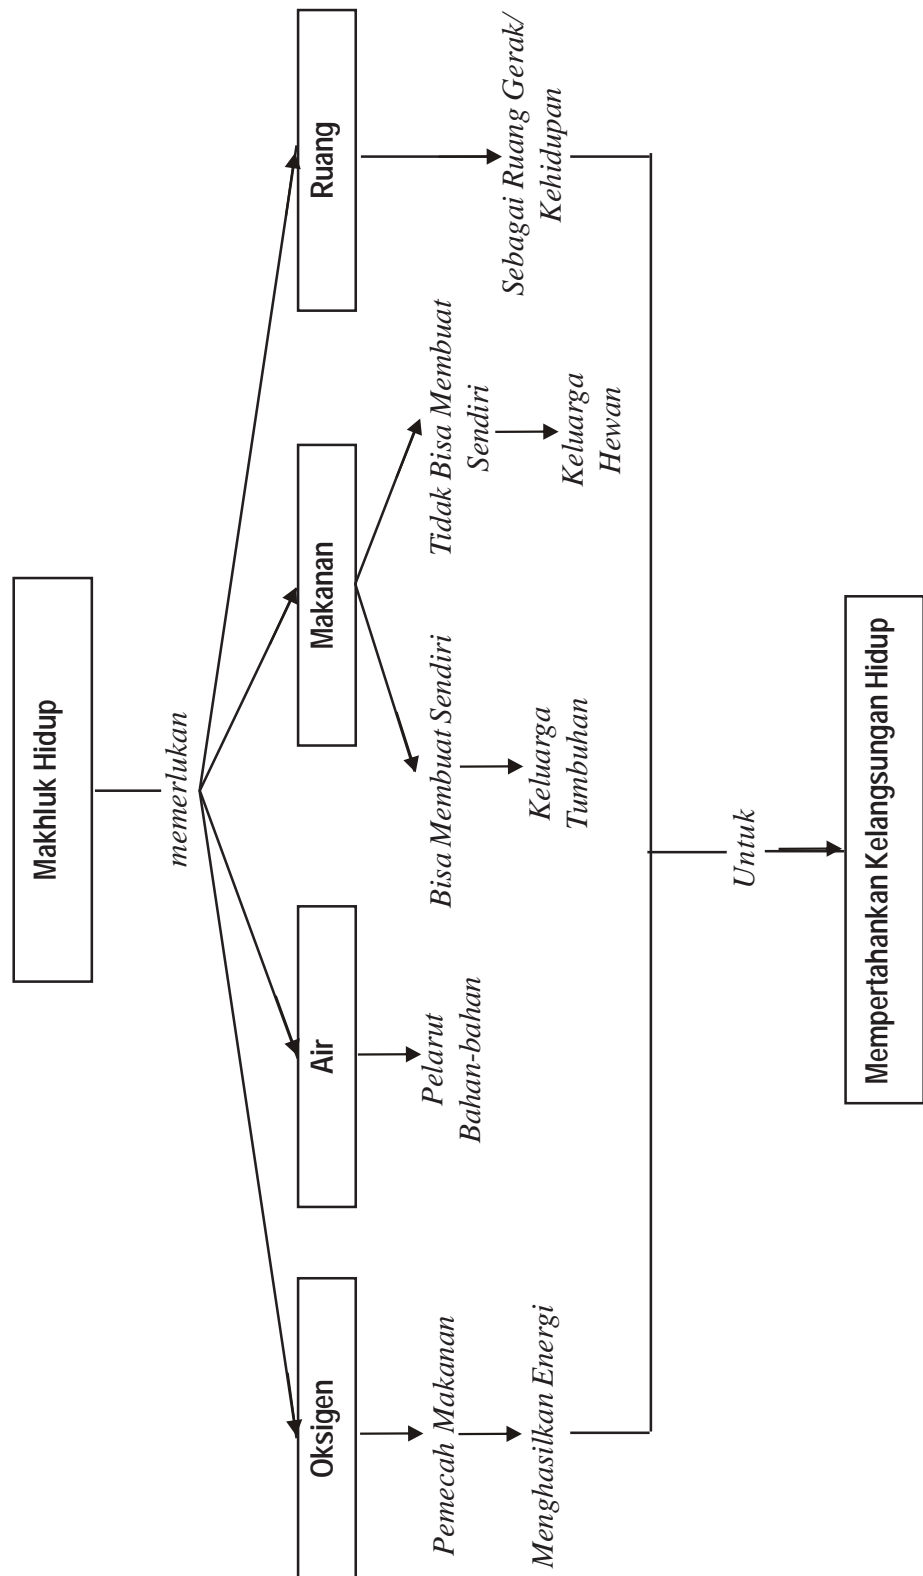 Makhluk Hidup
memerlukan
Oksigen
Air
Makanan
Ruang
Pemecah Makanan
Menghasilkan Energi
Pelarut
Bahan-bahan
Bisa Membuat Sendiri
Keluarga
Tumbuhan
Tidak Bisa Membuat
Sendiri
Keluarga
Hewan
Sebagai Ruang Gerak/
Kehidupan
Untuk
Mempertahankan Kelangsungan Hidup